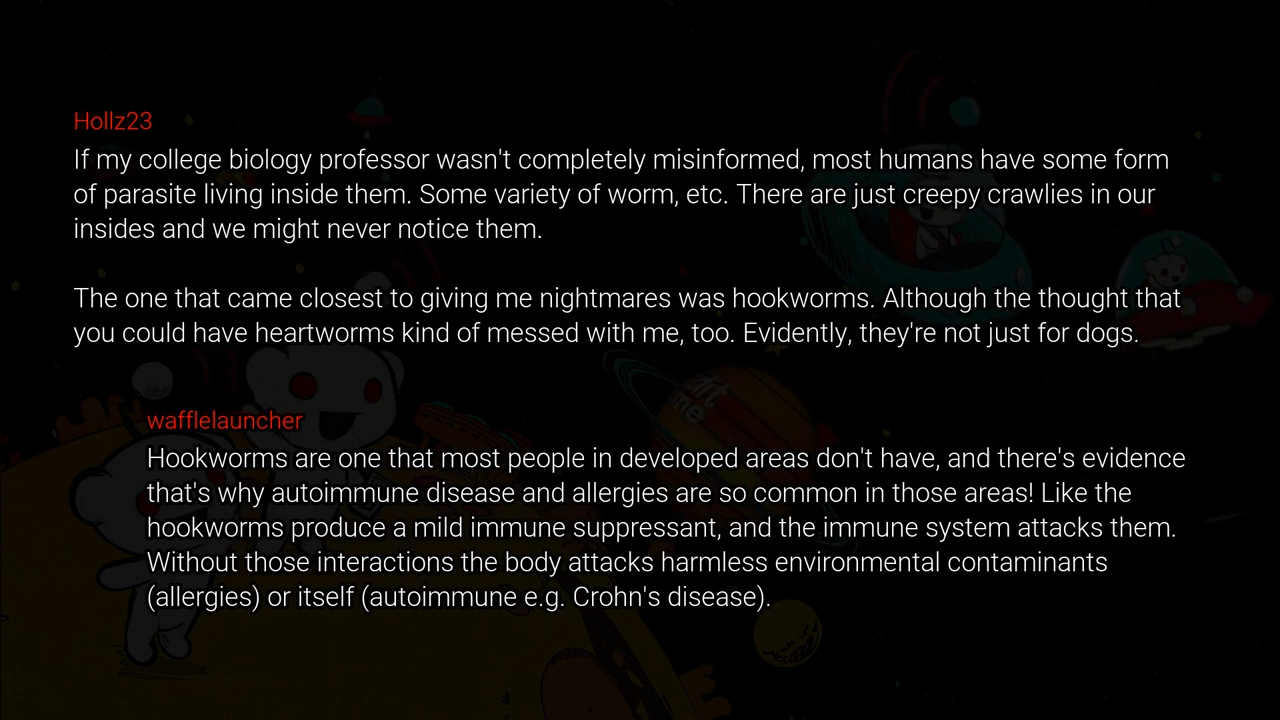 Hollz23
If my college biology professor wasn't completely misinformed, most humans have some form
of parasite living inside them. Some variety of worm, etc. There are just creepy crawlies in our
insides and we might never notice them.
The one that came closest to giving me nightmares was hookworms. Although the thought that
you could have heartworms kind of messed with me, too. Evidently, they're not just for dogs.
wafflelauncher
Hookworms are one that most people in developed areas don't have, and there's evidence
that's why autoimmune disease and allergies are so common in those areas! Like the
hookworms produce a mild immune suppressant, and the immune system attacks them.
Without those interactions the body attacks harmless environmental contaminants
(allergies) or itself (autoimmune e.g. Crohn's disease).